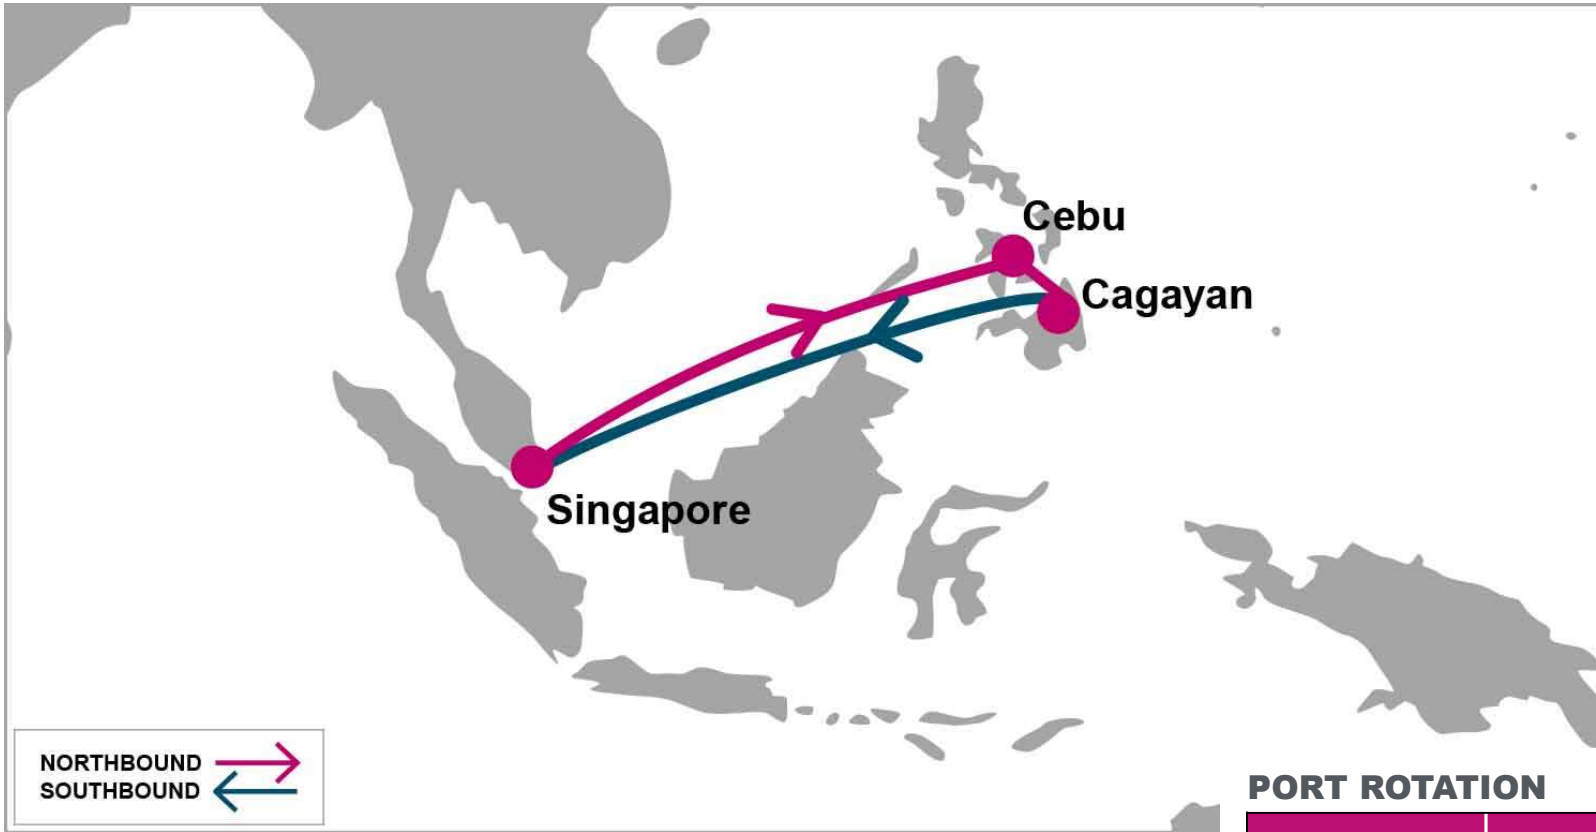 Cebu
Cagayan
Singapore
NORTHBOUND
SOUTHBOUND
PORT ROTATION